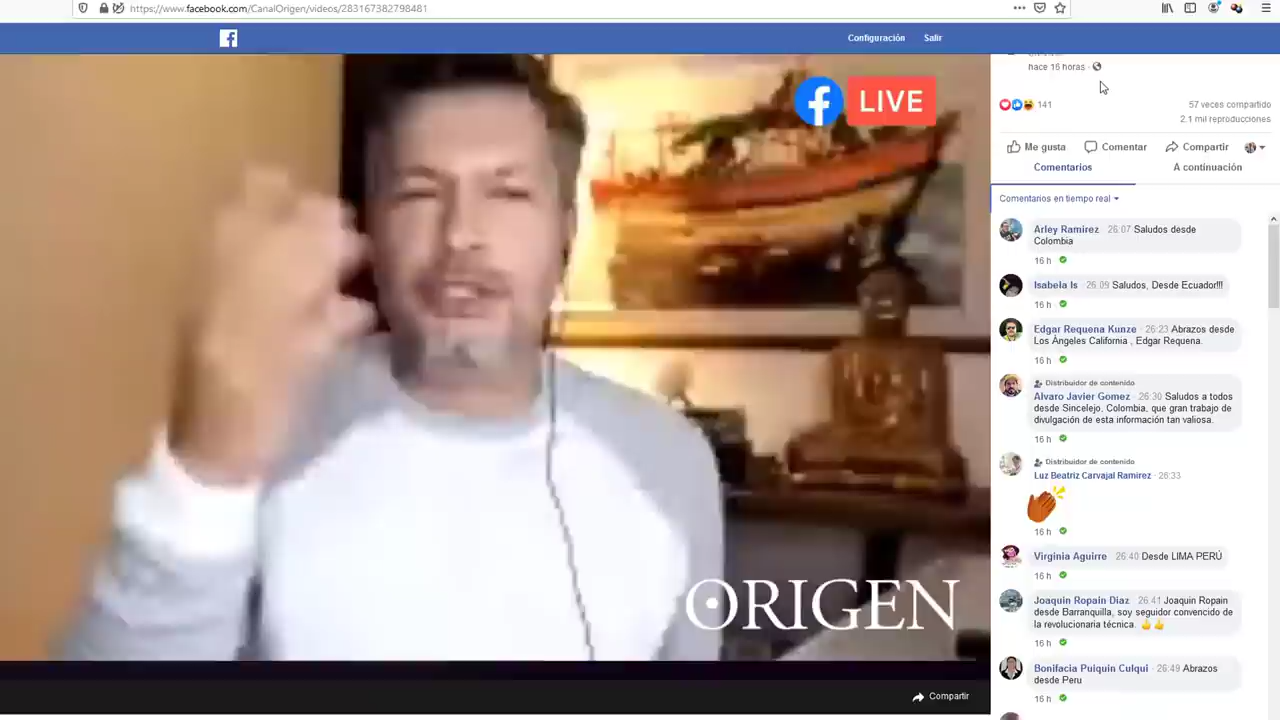 https://www.facebook.com/CanalOrigen/videos/283167382798481
Configuración
Salir
LIVE
ORIGEN
Compartir
hace 16 horas ·
141
57 veces compartido
2.1 mil reproducciones
Me gusta
Comentar
Compartir
Comentarios
A continuación
Comentarios en tiempo real
Arley Ramirez · 26:07 Saludos desde
Colombia
16 h
Isabela Is · 26:09 Saludos, Desde Ecuador!!!
16 h
Edgar Requena Kunze · 26:23 Abrazos desde
Los Ángeles California , Edgar Requena.
16 h
Distribuidor de contenido
Alvaro Javier Gomez · 26:30 Saludos a todos
desde Sincelejo, Colombia, que gran trabajo de
divulgación de esta información tan valiosa.
16 h
Distribuidor de contenido
Luz Beatriz Carvajal Ramirez · 26:33
16 h
Virginia Aguirre · 26:40 Desde LIMA PERÚ
16 h
Joaquin Ropain Diaz · 26:41 Joaquin Ropain
desde Barranquilla, soy seguidor convencido de
la revolucionaria técnica.
16 h
Bonifacia Puiquin Culqui · 26:49 Abrazos
desde Peru
16 h